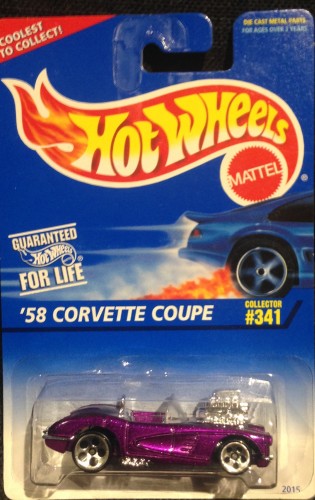 COOLEST
TO COLLECT!
DIE CAST METAL PARTS
FOR AGES OVER 3 YEARS
HOT WHEELS
MATTEL
GUARANTEED
Hot Wheels
FOR LIFE
'58 CORVETTE COUPE
COLLECTOR
#341
2015